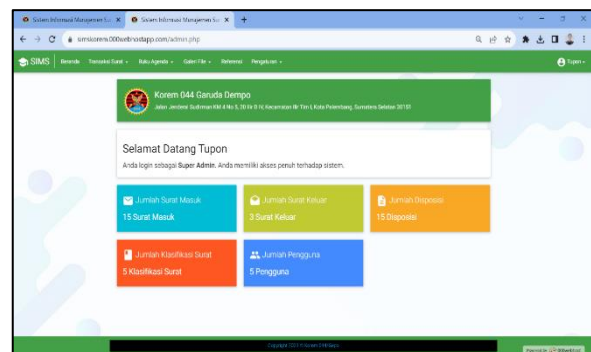 Sistem Informasi Manajemen Su
Sistem Informasi Manajemen Su
simskorem.000webhostapp.com/admin.php
SIMS
Beranda
Transaksi Surat
Buku Agenda
Galeri File
Referensi
Pengaturan
Tupon
Korem 044 Garuda Dempo
Selamat Datang Tupon
Anda login sebagai Super Admin. Anda memiliki akses penuh terhadap sistem.
Jumlah Surat Masuk
15 Surat Masuk
Jumlah Surat Keluar
3 Surat Keluar
Jumlah Disposisi
15 Disposisi
Jumlah Klasifikasi Surat
5 Klasifikasi Surat
Jumlah Pengguna
5 Pengguna